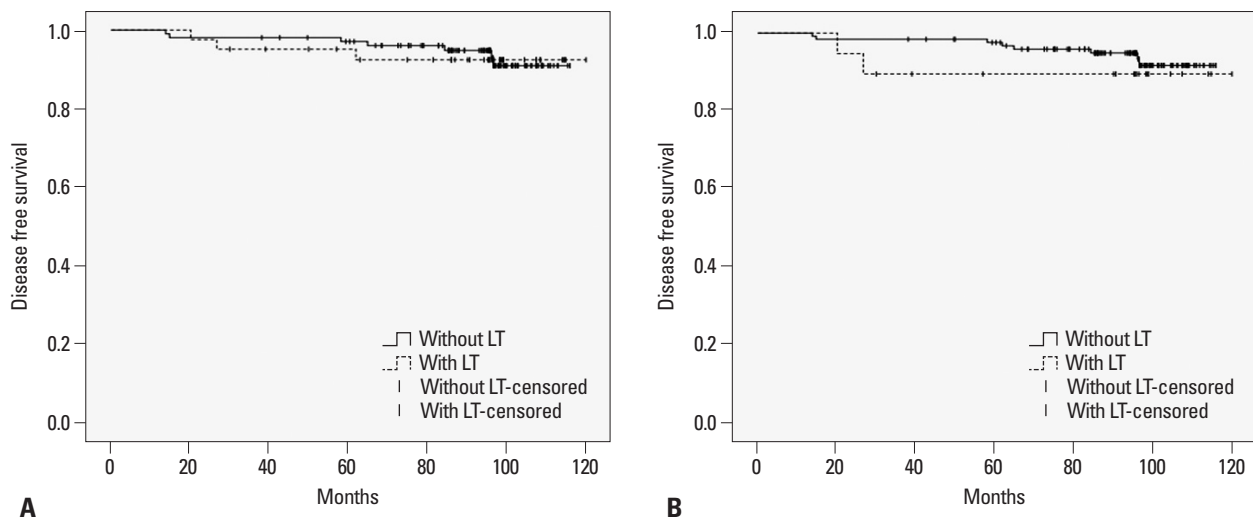 1.0
0.8
0.6
0.4
0.2
0.0
Disease free survival
Without LT
With LT
Without LT-censored
With LT-censored
0 20 40 60 80 100 120
Months
A
1.0
0.8
0.6
0.4
0.2
0.0
Disease free survival
Without LT
With LT
Without LT-censored
With LT-censored
0 20 40 60 80 100 120
Months
B